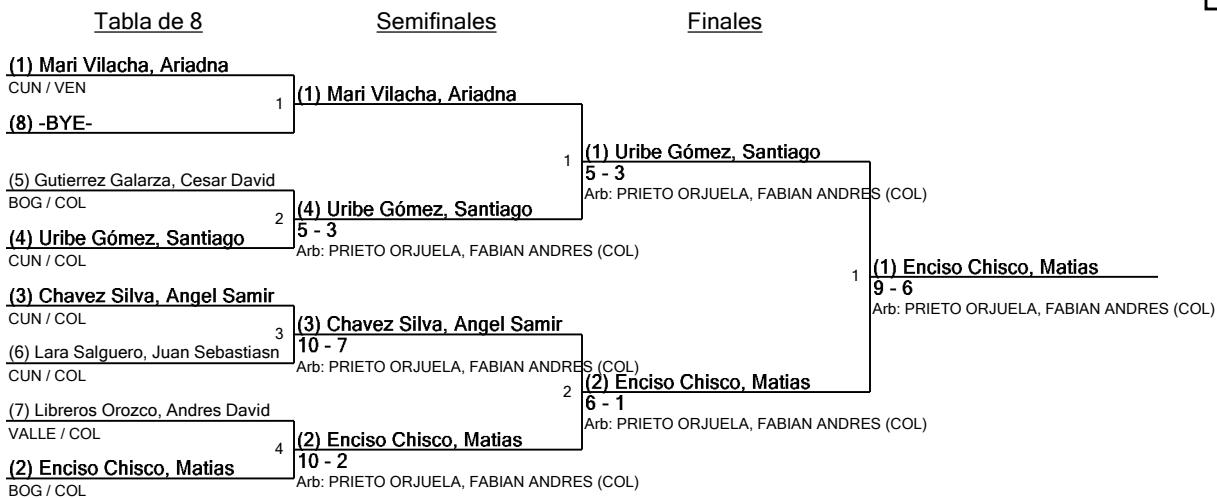 Tabla de 8
Semifinales
Finales
(1) Mari Vilacha, Ariadna
CUN / VEN
1
(8) -BYE-
(5) Gutierrez Galarza, Cesar David
BOG / COL
2
(4) Uribe Gómez, Santiago
CUN / COL
(3) Chavez Silva, Angel Samir
CUN / COL
3
(6) Lara Salguero, Juan Sebastiasn
CUN / COL
(7) Libreros Orozco, Andres David
VALLE / COL
4
(2) Enciso Chisco, Matias
BOG / COL
(1) Mari Vilacha, Ariadna
1
(4) Uribe Gómez, Santiago
5 - 3
Arb: PRIETO ORJUELA, FABIAN ANDRES (COL)
(3) Chavez Silva, Angel Samir
10 - 7
Arb: PRIETO ORJUELA, FABIAN ANDRES (COL)
2
(2) Enciso Chisco, Matias
10 - 2
Arb: PRIETO ORJUELA, FABIAN ANDRES (COL)
(1) Uribe Gómez, Santiago
5 - 3
Arb: PRIETO ORJUELA, FABIAN ANDRES (COL)
1
(2) Enciso Chisco, Matias
6 - 1
Arb: PRIETO ORJUELA, FABIAN ANDRES (COL)
(1) Enciso Chisco, Matias
9 - 6
Arb: PRIETO ORJUELA, FABIAN ANDRES (COL)